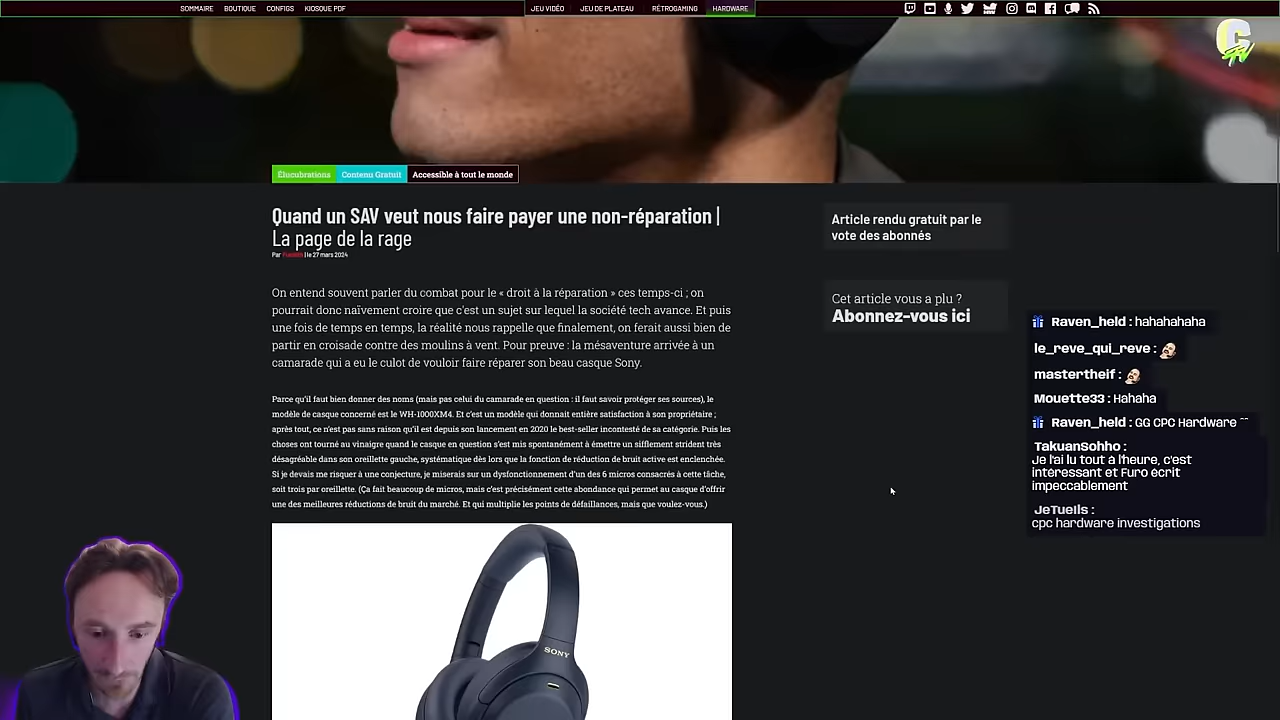 SOMMAIRE BOUTIQUE CONFIGS KIOSQUE PDF JEU VIDÉO JEU DE PLATEAU RÉTROGAMING HARDWARE
Élucubrations Contenu Gratuit Accessible à tout le monde
Quand un SAV veut nous faire payer une non-réparation |
La page de la rage
Par | le 27 mars 2024
On entend souvent parler du combat pour le « droit à la réparation » ces temps-ci ; on
pourrait donc naïvement croire que c'est un sujet sur lequel la société tech avance. Et puis
une fois de temps en temps, la réalité nous rappelle que finalement, on ferait aussi bien de
partir en croisade contre des moulins à vent. Pour preuve : la mésaventure arrivée à un
camarade qui a eu le culot de vouloir faire réparer son beau casque Sony.
Parce qu'il faut bien donner des noms (mais pas celui du camarade en question : il faut savoir protéger ses sources), le
modèle de casque concerné est le WH-1000XM4. Et c'est un modèle qui donnait entière satisfaction à son propriétaire ;
après tout, ce n'est pas sans raison qu'il est depuis son lancement en 2020 le best-seller incontesté de sa catégorie. Puis les
choses ont tourné au vinaigre quand le casque en question s'est mis spontanément à émettre un sifflement strident très
désagréable dans son oreillette gauche, systématique dès lors que la fonction de réduction de bruit active est enclenchée.
Si je devais me risquer à une conjecture, je miserais sur un dysfonctionnement d'un des 6 micros consacrés à cette tâche,
soit trois par oreillette. (Ça fait beaucoup de micros, mais c'est précisément cette abondance qui permet au casque d'offrir
une des meilleures réductions de bruit du marché. Et qui multiplie les points de défaillances, mais que voulez-vous.)
SONY
Article rendu gratuit par le
vote des abonnés
Cet article vous a plu ?
Abonnez-vous ici
Raven_held : hahahahaha
le_reve_qui_reve :
mastertheif :
Mouette33 : Hahaha
Raven_held : GG CPC Hardware ^^
TakuanSohho :
Je l'ai lu tout à l'heure, c'est
intéressant et Furo écrit
impeccablement
JeTueIls :
cpc hardware investigations